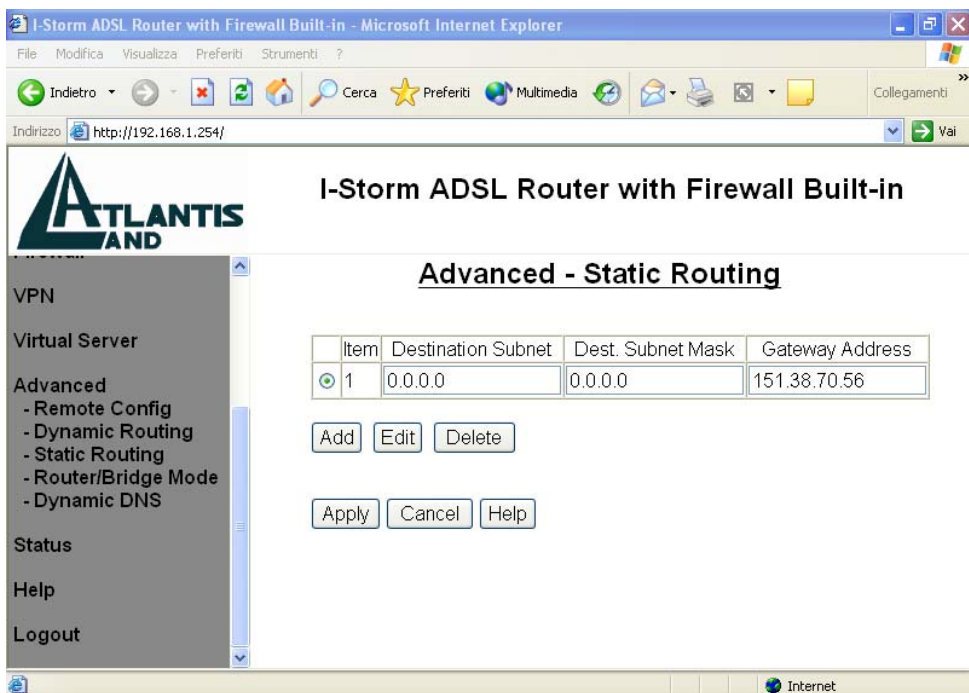 I-Storm ADSL Router with Firewall Built-in - Microsoft Internet Explorer
File Modifica Visualizza Preferiti Strumenti ?
Indietro Cerca Preferiti Multimedia Collegamenti
Indirizzo http://192.168.1.254/ Vai
ATLANTIS
LAND
I-Storm ADSL Router with Firewall Built-in
VPN
Virtual Server
Advanced
- Remote Config
- Dynamic Routing
- Static Routing
- Router/Bridge Mode
- Dynamic DNS
Status
Help
Logout
Advanced - Static Routing
Item Destination Subnet Dest. Subnet Mask Gateway Address
1 0.0.0.0 0.0.0.0 151.38.70.56
Add Edit Delete
Apply Cancel Help
Internet